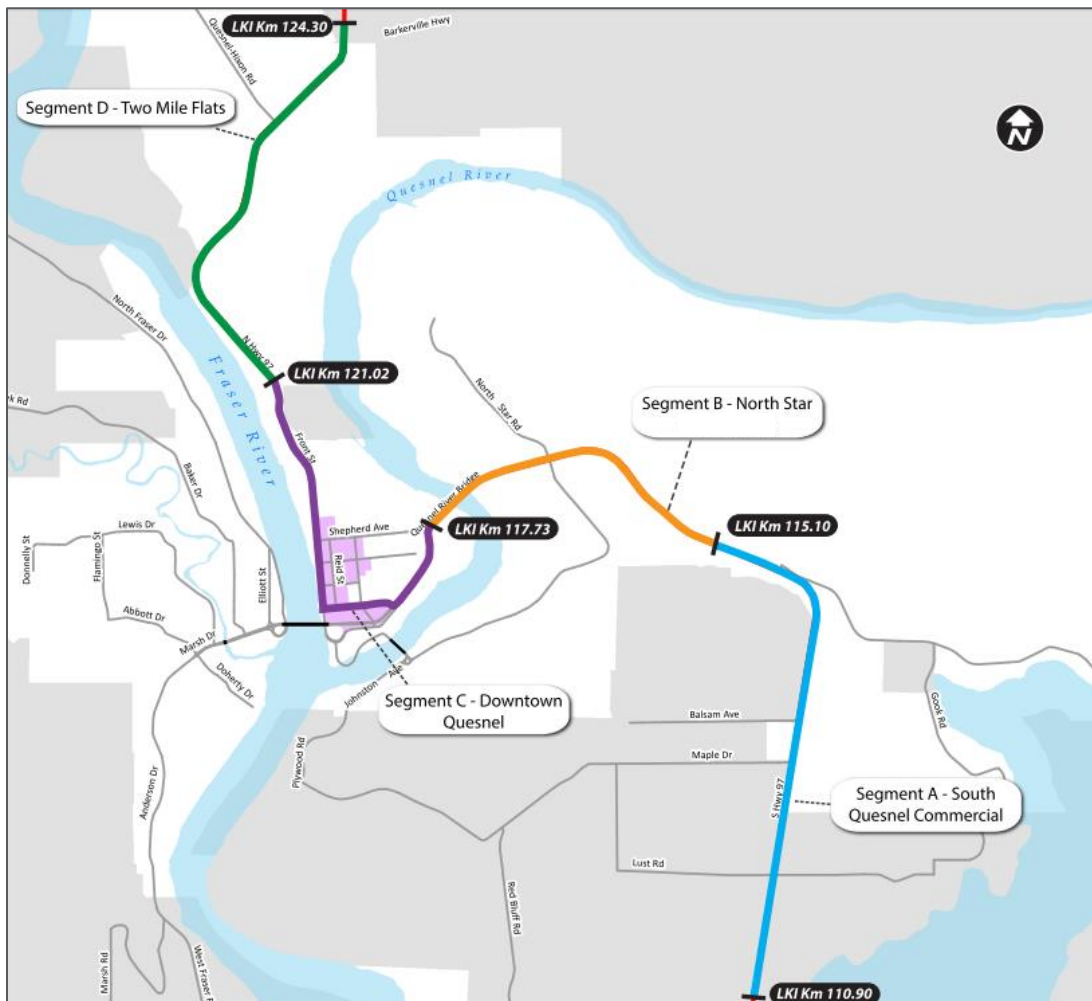 LKI Km 124.30
Barkerville Hwy
Quesnel-Hixon Rd
Segment D - Two Mile Flats
N
Quesnel River
North Fraser Dr
N Hwy 97
LKI Km 121.02
Fraser River
North Star Rd
Segment B - North Star
ek Rd
Front St
Baker Dr
Quesnel River Bridge
LKI Km 117.73
LKI Km 115.10
Shepherd Ave
Lewis Dr
Donnelly St
Flamingo St
Elliott St
Reid St
Abbott Dr
Marsh Dr
Doherty Dr
Johnston Ave
Segment C - Downtown
Quesnel
Gook Rd
Balsam Ave
Plywood Rd
Maple Dr
Anderson Dr
S Hwy 97
Segment A - South
Quesnel Commercial
Lust Rd
Red Bluff Rd
Marsh Rd
West Fraser R
LKI Km 110.90